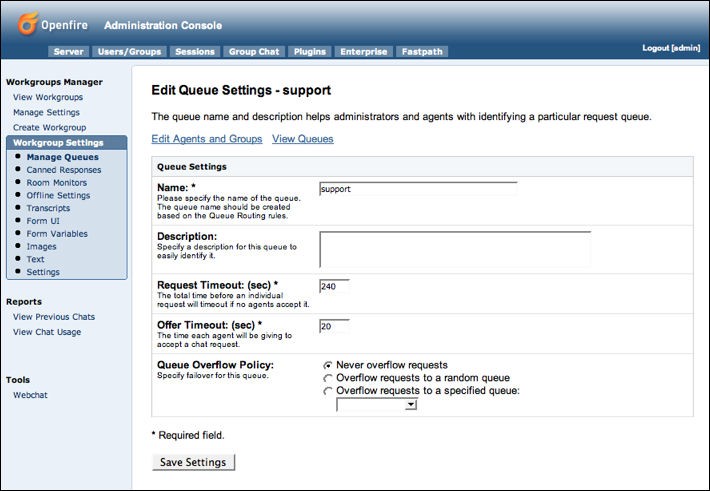 Openfire Administration Console
Server Users/Groups Sessions Group Chat Plugins Enterprise Fastpath
Logout [admin]
Workgroups Manager
View Workgroups
Manage Settings
Create Workgroup
Workgroup Settings
Manage Queues
Canned Responses
Room Monitors
Offline Settings
Transcripts
Form UI
Form Variables
Images
Text
Settings
Reports
View Previous Chats
View Chat Usage
Tools
Webchat
Edit Queue Settings - support
The queue name and description helps administrators and agents with identifying a particular request queue.
Edit Agents and Groups View Queues
Queue Settings
Name: *
Please specify the name of the queue.
The queue name should be created
based on the Queue Routing rules.
support
Description:
Specify a description for this queue to
easily identify it.
Request Timeout: (sec) *
The total time before an individual
request will timeout if no agents accept it.
240
Offer Timeout: (sec) *
The time each agent will be giving to
accept a chat request.
20
Queue Overflow Policy:
Specify failover for this queue.
Never overflow requests
Overflow requests to a random queue
Overflow requests to a specified queue:
* Required field.
Save Settings